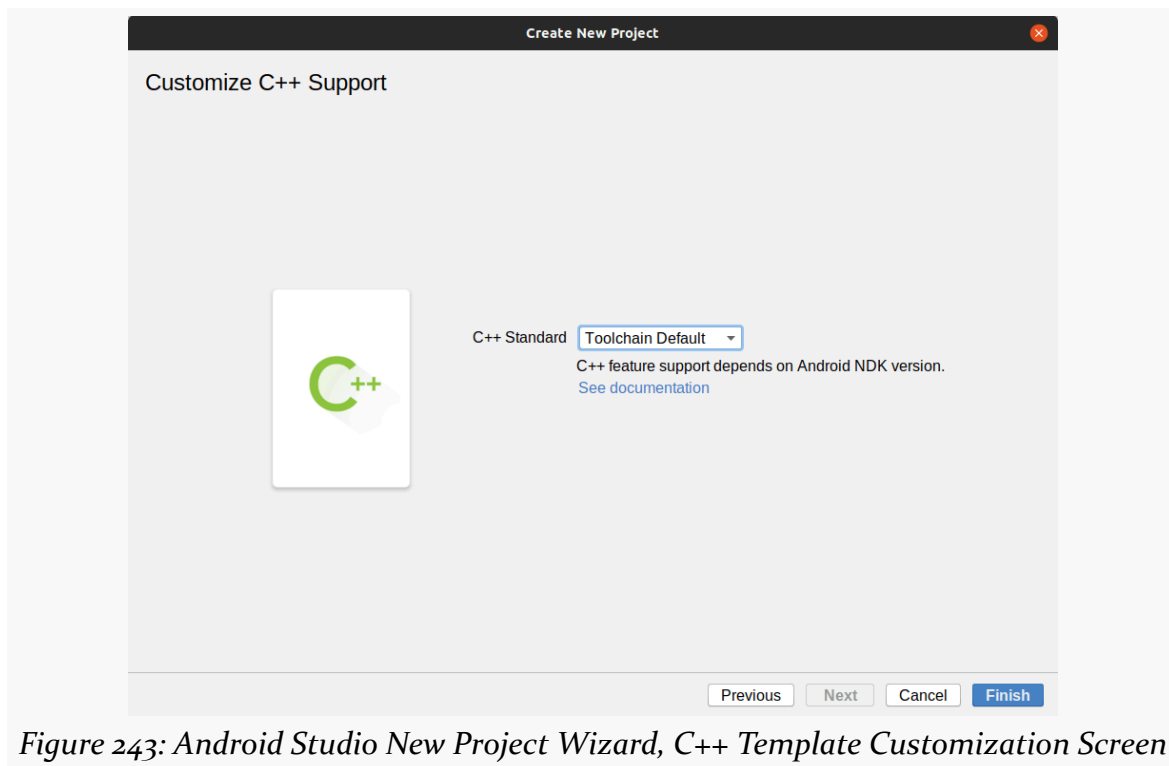 Create New Project
Customize C++ Support
C++ Standard Toolchain Default
C++ feature support depends on Android NDK version.
See documentation
C++
Previous Next Cancel Finish
Figure 243: Android Studio New Project Wizard, C++ Template Customization Screen